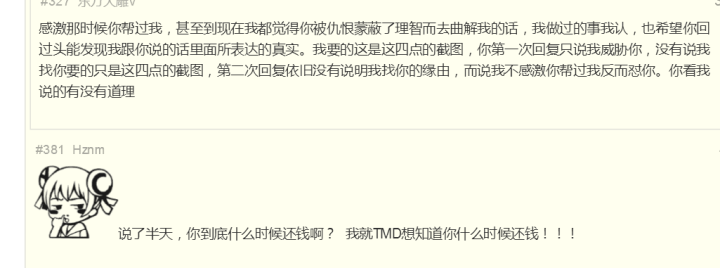 感激那时候你帮过我，甚至到现在我都觉得你被仇恨蒙蔽了理智而去曲解我的话，我做过的事我认，也希望你回
过头能发现我跟你说的话里面所表达的真实。我要的这是这四点的截图，你第一次回复只说我威胁你，没有说我
找你要的只是这四点的截图，第二次回复依旧没有说明我找你的缘由，而说我不感激你帮过我反而怼你。你看我
说的有没有道理
#381 Hznm
说了半天，你到底什么时候还钱啊？ 我就TMD想知道你什么时候还钱！！！